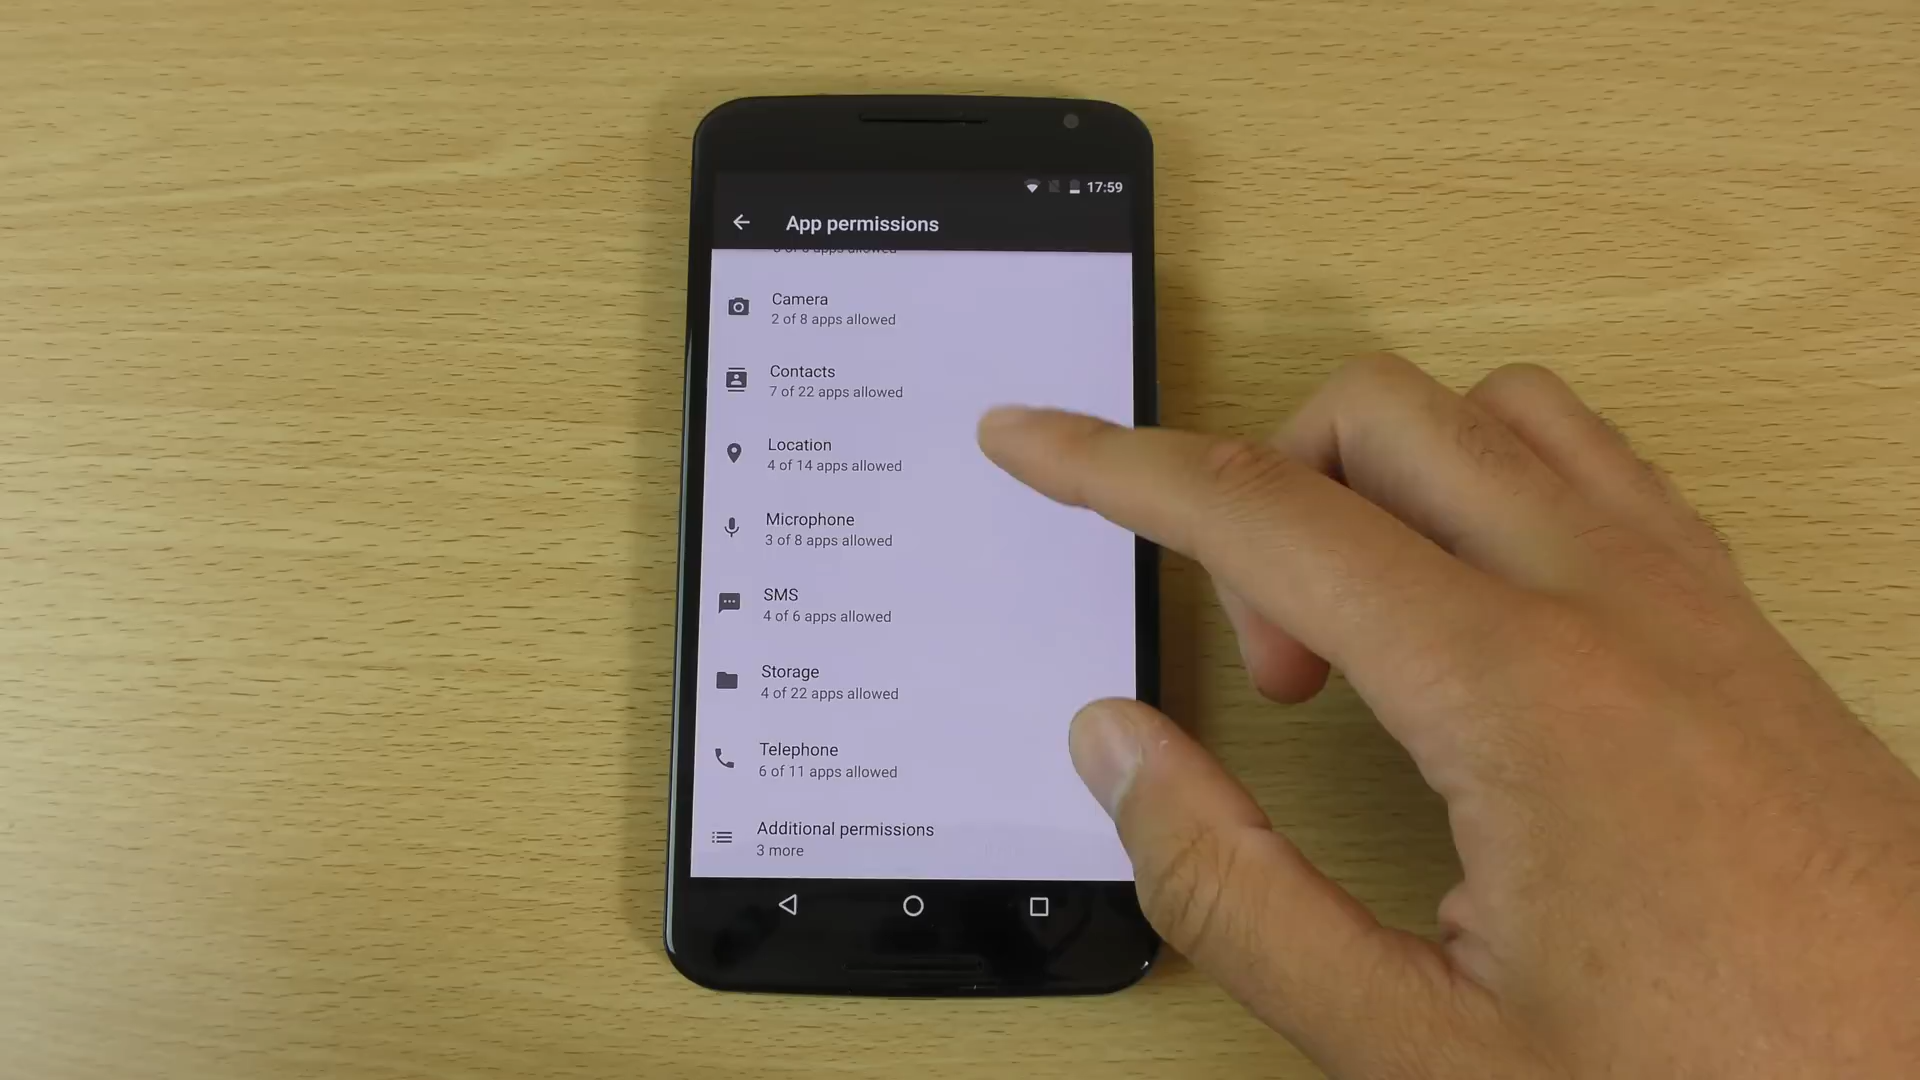 17:59
App permissions
apps allowed
Camera
2 of 8 apps allowed
Contacts
7 of 22 apps allowed
Location
4 of 14 apps allowed
Microphone
3 of 8 apps allowed
SMS
4 of 6 apps allowed
Storage
4 of 22 apps allowed
Telephone
6 of 11 apps allowed
Additional permissions
3 more